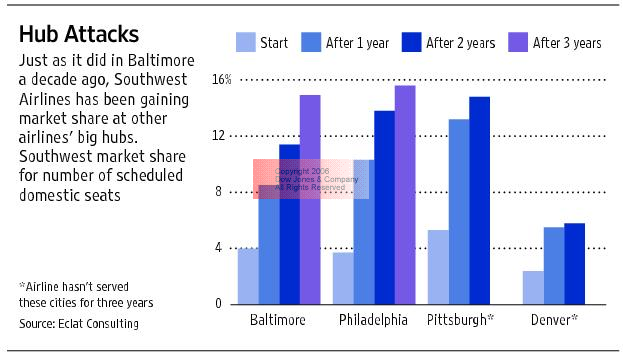 Hub Attacks
Just as it did in Baltimore
a decade ago, Southwest
Airlines has been gaining
market share at other
airlines' big hubs.
Southwest market share
for number of scheduled
domestic seats
*Airline hasn't served
these cities for three years
Source: Eclat Consulting
Start After 1 year After 2 years After 3 years
16%
12
8
4
0
Copyright 2006
Dow Jones & Company
All Rights Reserved
Baltimore Philadelphia Pittsburgh* Denver*